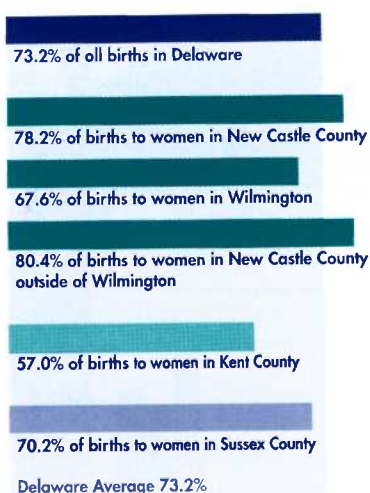 73.2% of oll births in Delaware
78.2% of births to women in New Castle County
67.6% of births to women in Wilmington
80.4% of births to women in New Castle County
outside of Wilmington
57.0% of births to women in Kent County
70.2% of births to women in Sussex County
Delaware Average 73.2%